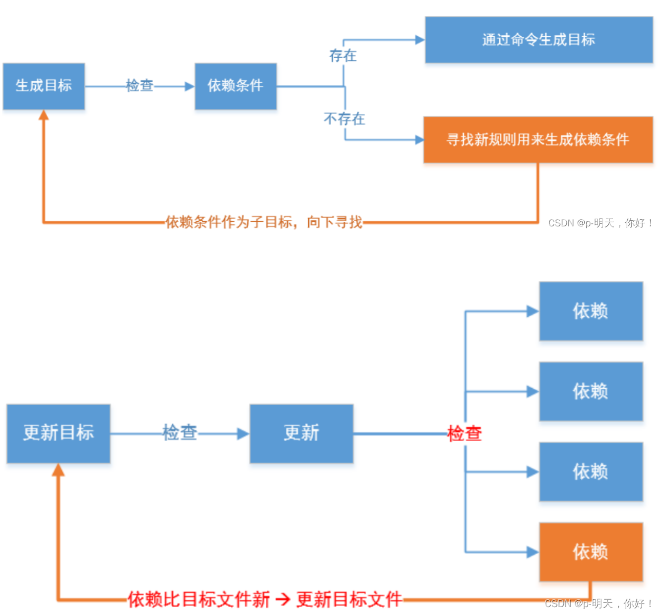 通过命令生成目标
存在
生成目标
检查
依赖条件
不存在
寻找新规则用来生成依赖条件
依赖条件作为子目标，向下寻找
CSDN @p-明天，你好！
依赖
依赖
更新目标
检查
更新
检查
依赖
依赖
依赖比目标文件新 → 更新目标文件
CSDN @p-明天，你好！